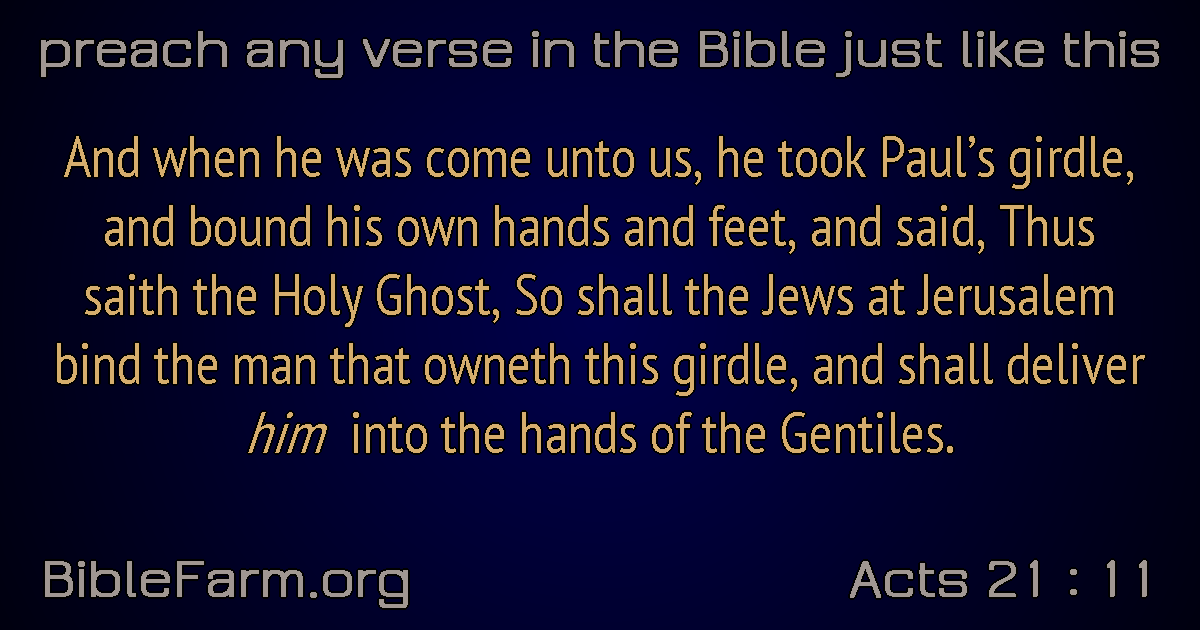 preach any verse in the Bible just like this
And when he was come unto us, he took Paul’s girdle,
and bound his own hands and feet, and said, Thus
saith the Holy Ghost, So shall the Jews at Jerusalem
bind the man that owneth this girdle, and shall deliver
him into the hands of the Gentiles.
BibleFarm.org
Acts 21 : 11